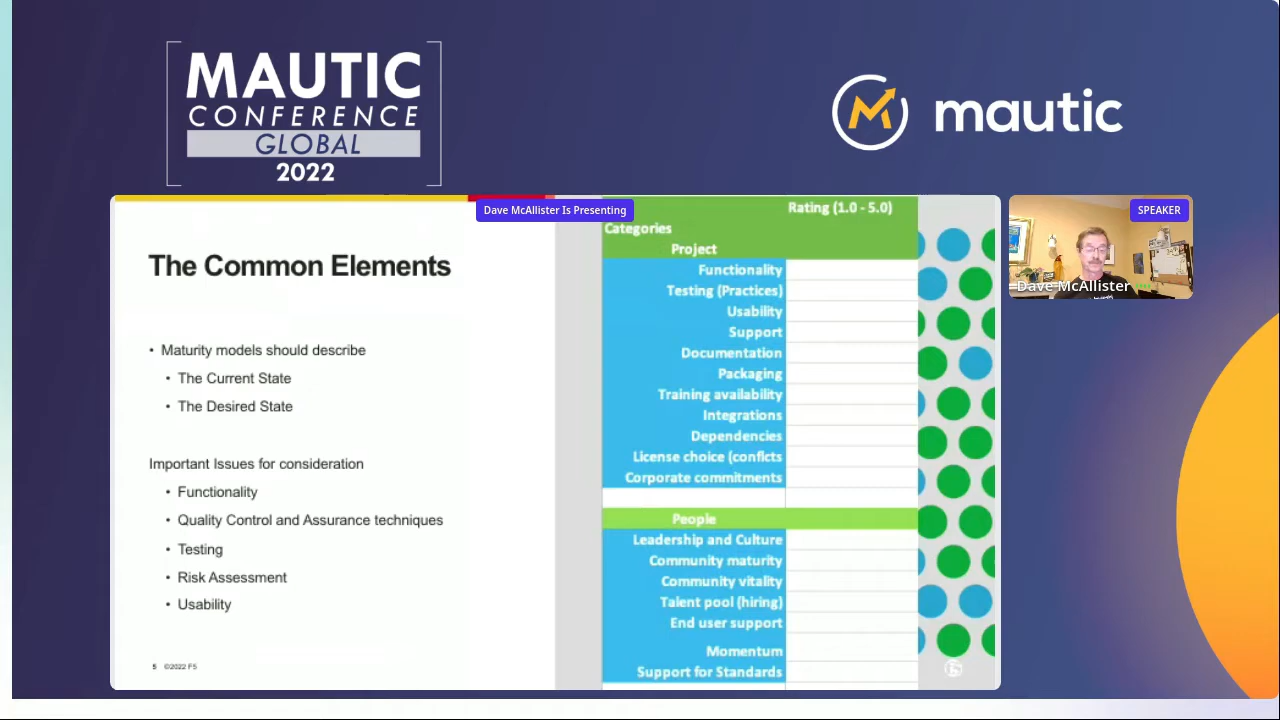 MAUTIC
CONFERENCE
GLOBAL
2022
mautic
Dave McAllister Is Presenting
SPEAKER
Dave McAllister
The Common Elements
• Maturity models should describe
• The Current State
• The Desired State
Important Issues for consideration
• Functionality
• Quality Control and Assurance techniques
• Testing
• Risk Assessment
• Usability
5 ©2022 F5
Rating (1.0 - 5.0)
Categories
Project
Functionality
Testing (Practices)
Usability
Support
Documentation
Packaging
Training availability
Integrations
Dependencies
License choice (conflcts
Corporate commitments
People
Leadership and Culture
Community maturity
Community vitality
Talent pool (hiring)
End user support
Momentum
Support for Standards